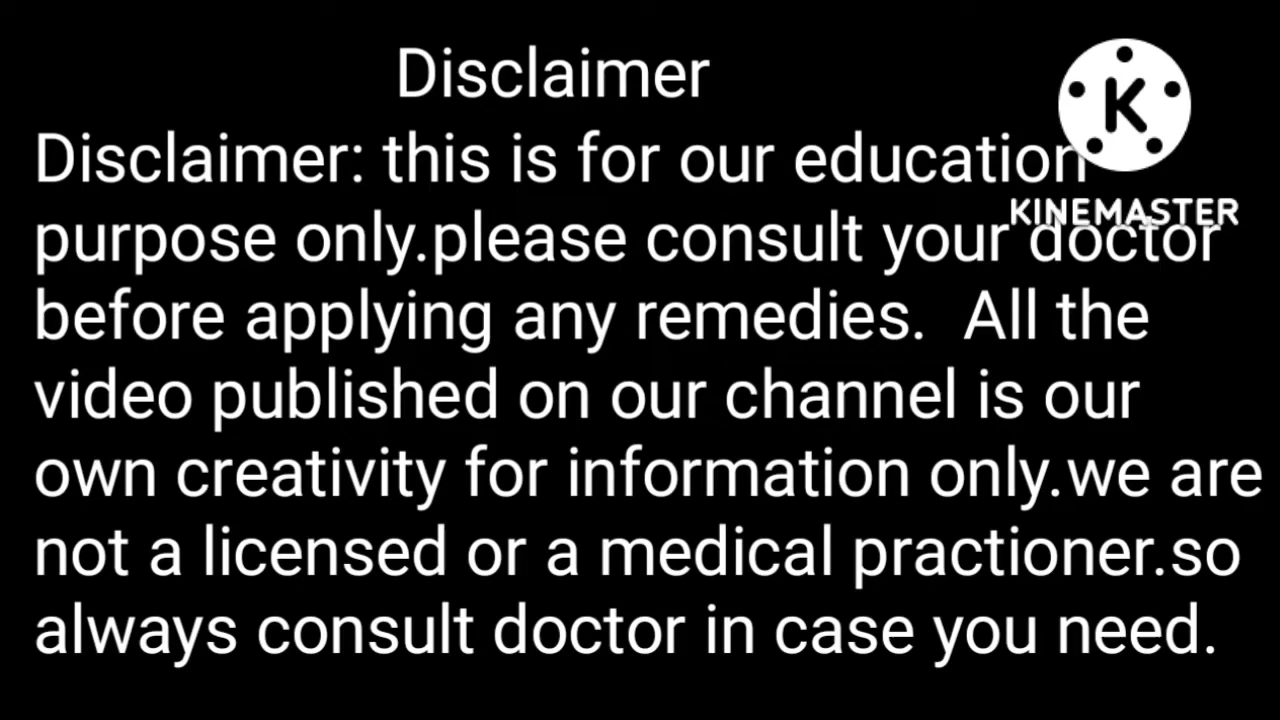 Disclaimer
K
Disclaimer: this is for our education
KINEMASTER
purpose only.please consult your doctor
before applying any remedies.  All the
video published on our channel is our
own creativity for information only.we are
not a licensed or a medical practioner.so
always consult doctor in case you need.